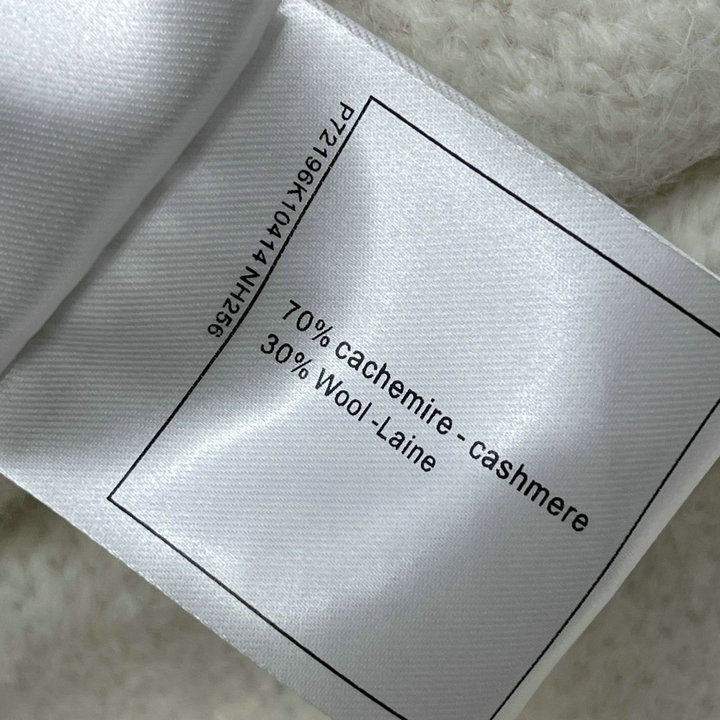 P72196K10414 NH256
70% cachemire - cashmere
30% Wool -Laine